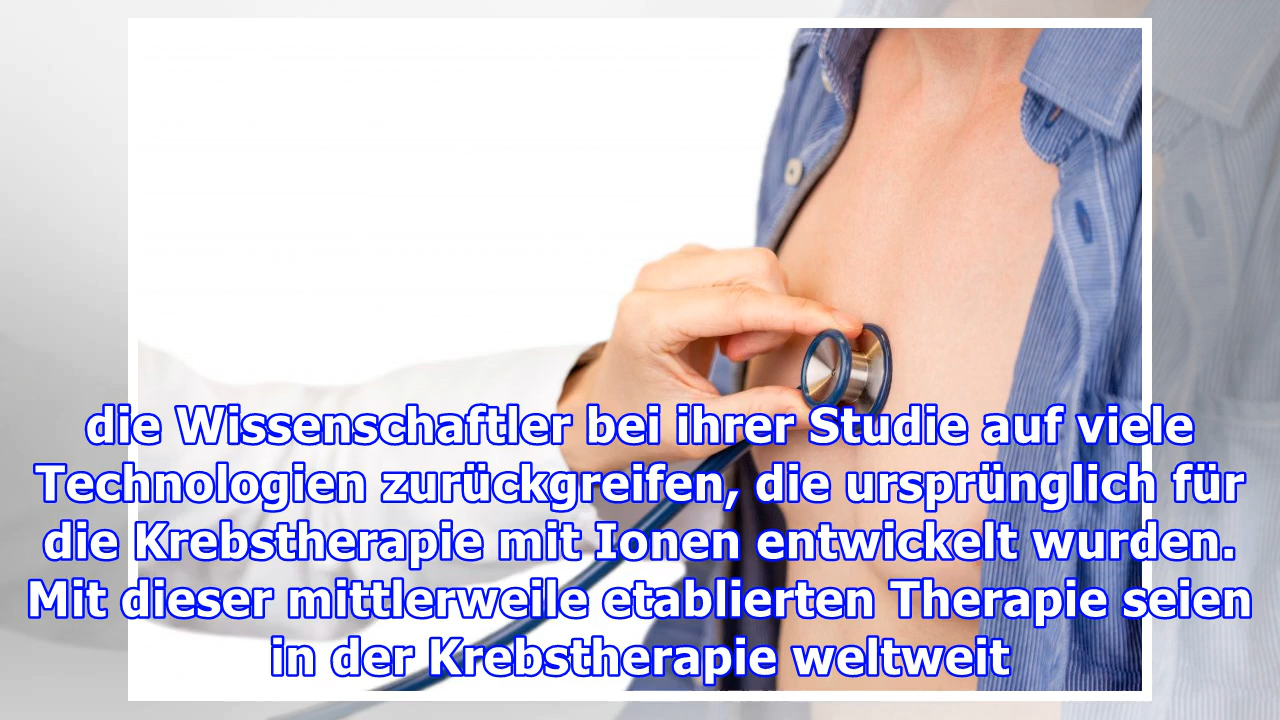 die Wissenschaftler bei ihrer Studie auf viele
Technologien zurückgreifen, die ursprünglich für
die Krebstherapie mit Ionen entwickelt wurden.
Mit dieser mittlerweile etablierten Therapie seien
in der Krebstherapie weltweit